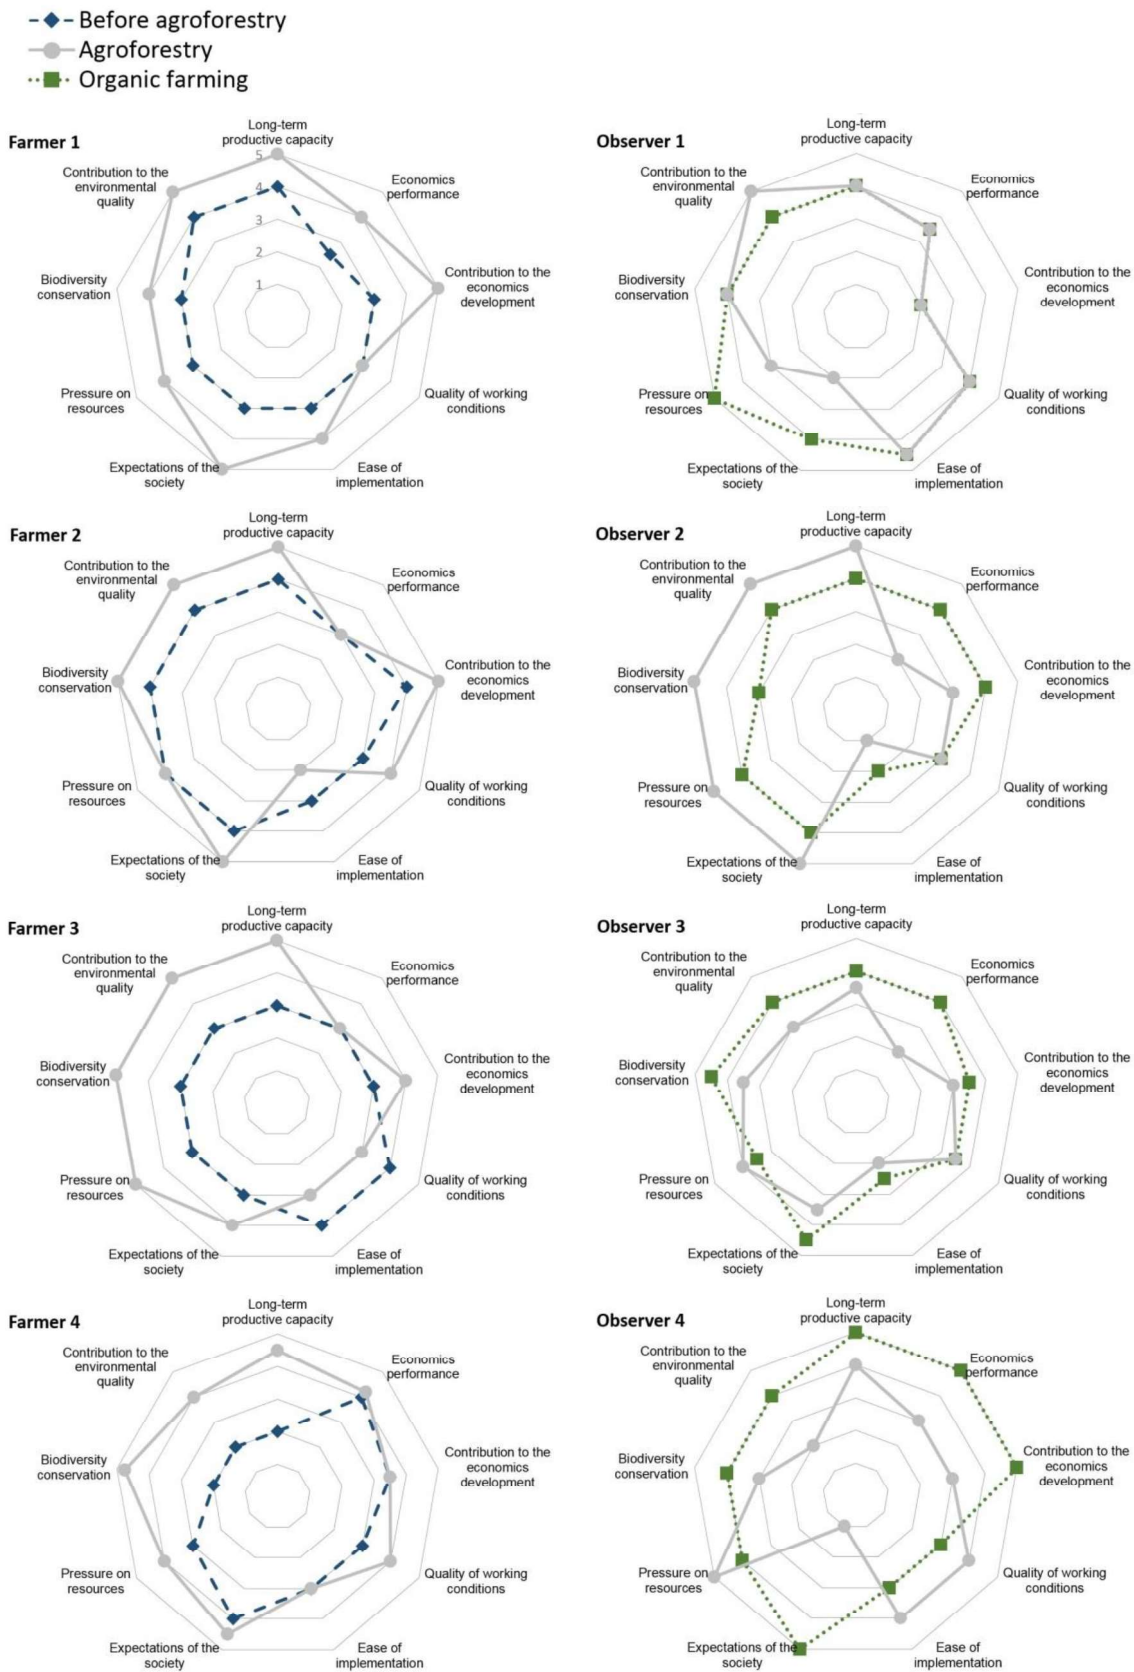 Before agroforestry
Agroforestry
Organic farming
Farmer 1
Long-term
productive capacity
Economics
performance
Contribution to the
economics
development
Quality of working
conditions
Ease of
implementation
Expectations of the
society
Pressure on
resources
Biodiversity
conservation
Contribution to the
environmental
quality
5
4
3
2
1
Observer 1
Long-term
productive capacity
Economics
performance
Contribution to the
economics
development
Quality of working
conditions
Ease of
implementation
Expectations of the
society
Pressure on
resources
Biodiversity
conservation
Contribution to the
environmental
quality
Farmer 2
Long-term
productive capacity
Economics
performance
Contribution to the
economics
development
Quality of working
conditions
Ease of
implementation
Expectations of the
society
Pressure on
resources
Biodiversity
conservation
Contribution to the
environmental
quality
Observer 2
Long-term
productive capacity
Economics
performance
Contribution to the
economics
development
Quality of working
conditions
Ease of
implementation
Expectations of the
society
Pressure on
resources
Biodiversity
conservation
Contribution to the
environmental
quality
Farmer 3
Long-term
productive capacity
Economics
performance
Contribution to the
economics
development
Quality of working
conditions
Ease of
implementation
Expectations of the
society
Pressure on
resources
Biodiversity
conservation
Contribution to the
environmental
quality
Observer 3
Long-term
productive capacity
Economics
performance
Contribution to the
economics
development
Quality of working
conditions
Ease of
implementation
Expectations of the
society
Pressure on
resources
Biodiversity
conservation
Contribution to the
environmental
quality
Farmer 4
Long-term
productive capacity
Economics
performance
Contribution to the
economics
development
Quality of working
conditions
Ease of
implementation
Expectations of the
society
Pressure on
resources
Biodiversity
conservation
Contribution to the
environmental
quality
Observer 4
Long-term
productive capacity
Economics
performance
Contribution to the
economics
development
Quality of working
conditions
Ease of
implementation
Expectations of the
society
Pressure on
resources
Biodiversity
conservation
Contribution to the
environmental
quality